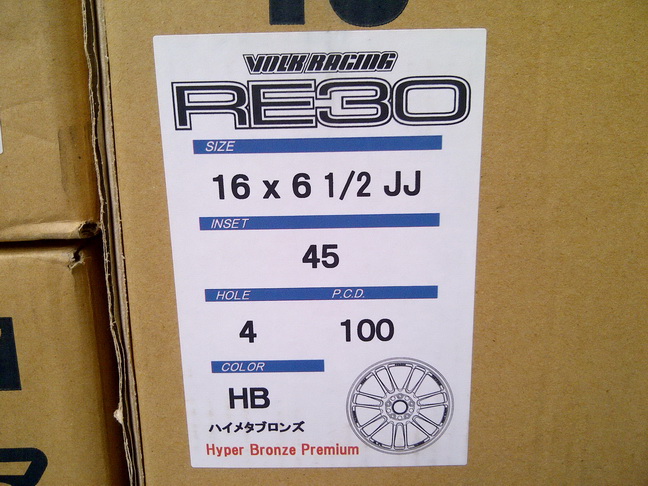 VOLK RACING
RE30
SIZE
16 x 6 1/2 JJ
INSET
45
HOLE P.C.D.
4 100
COLOR
HB
ハイメタブロンズ
Hyper Bronze Premium